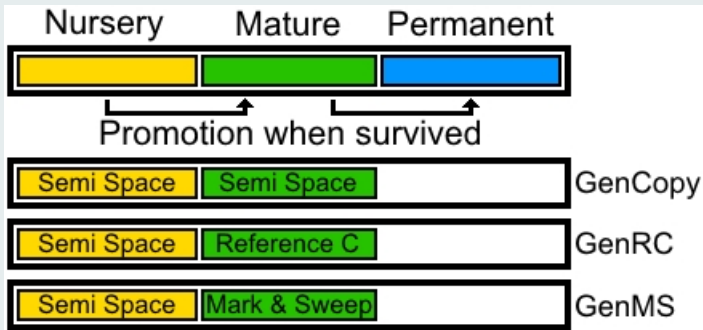 Nursery Mature Permanent
Promotion when survived
Semi Space Semi Space GenCopy
Semi Space Reference C GenRC
Semi Space Mark & Sweep GenMS